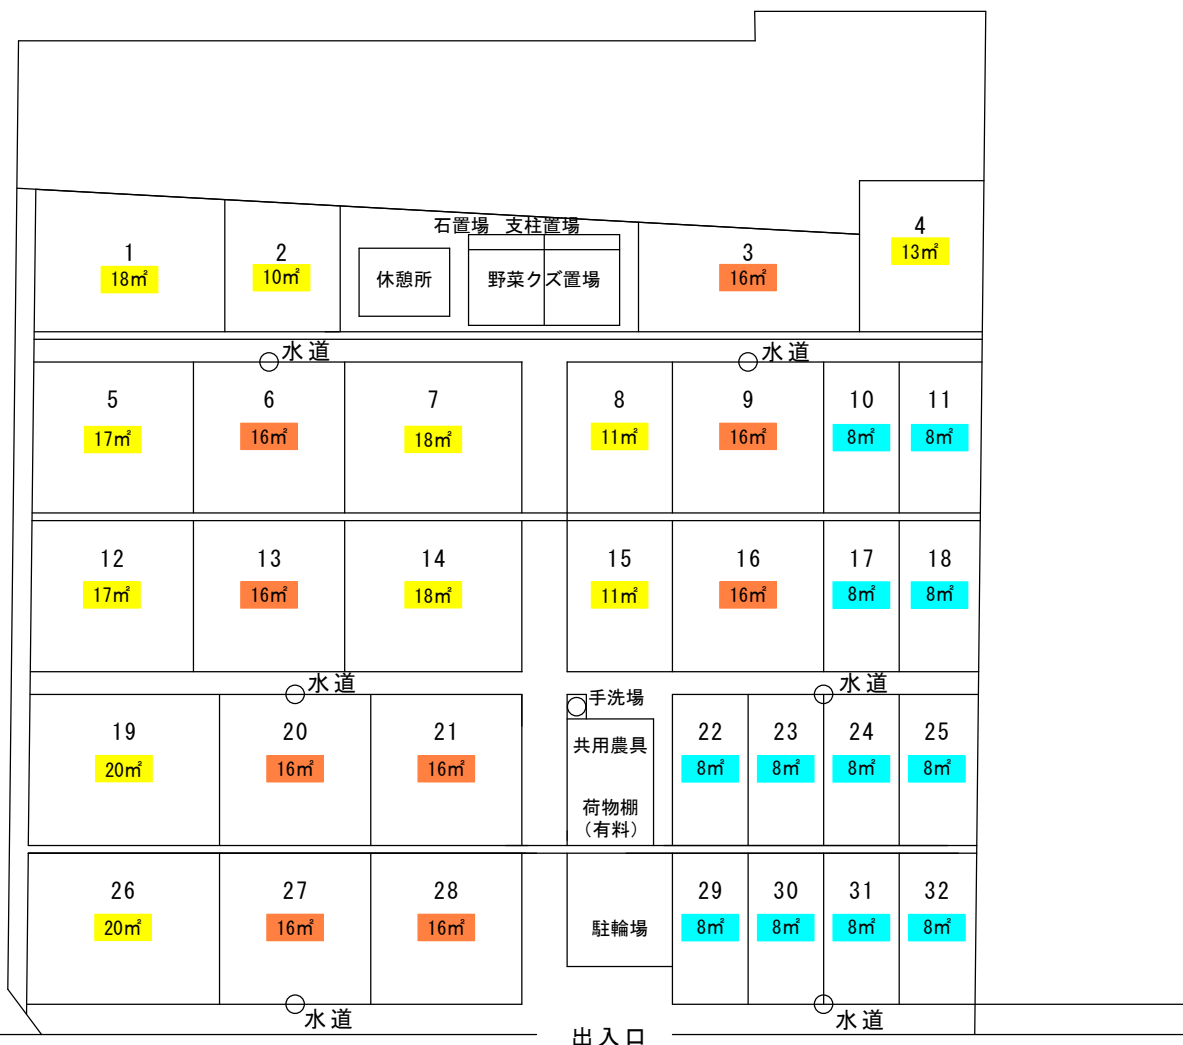 石置場 支柱置場
1 2 3 4
18㎡ 10㎡ 休憩所 野菜クズ置場 16㎡ 13㎡
水道 水道
5 6 7 8 9 10 11
17㎡ 16㎡ 18㎡ 11㎡ 16㎡ 8㎡ 8㎡
12 13 14 15 16 17 18
17㎡ 16㎡ 18㎡ 11㎡ 16㎡ 8㎡ 8㎡
水道 水道
手洗場
19 20 21 共用農具 22 23 24 25
20㎡ 16㎡ 16㎡ 8㎡ 8㎡ 8㎡ 8㎡
荷物棚
（有料）
26 27 28 29 30 31 32
20㎡ 16㎡ 16㎡ 駐輪場 8㎡ 8㎡ 8㎡ 8㎡
水道 水道
出入口